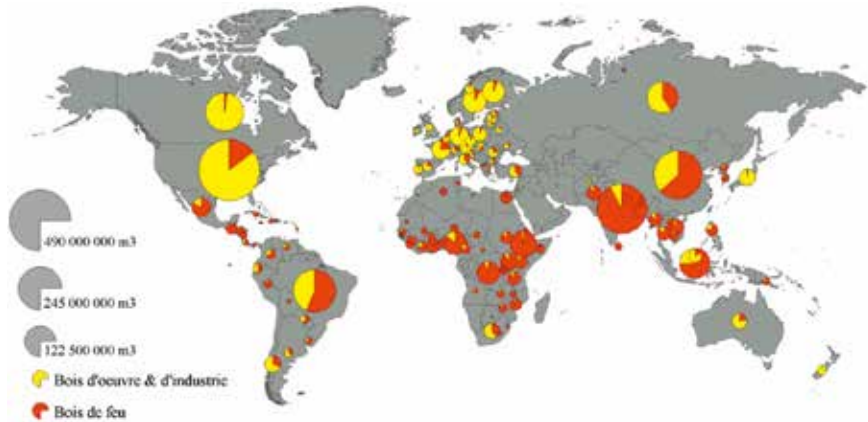 490 000 000 m3
245 000 000 m3
122 500 000 m3
Bois d'oeuvre & d'industrie
Bois de feu